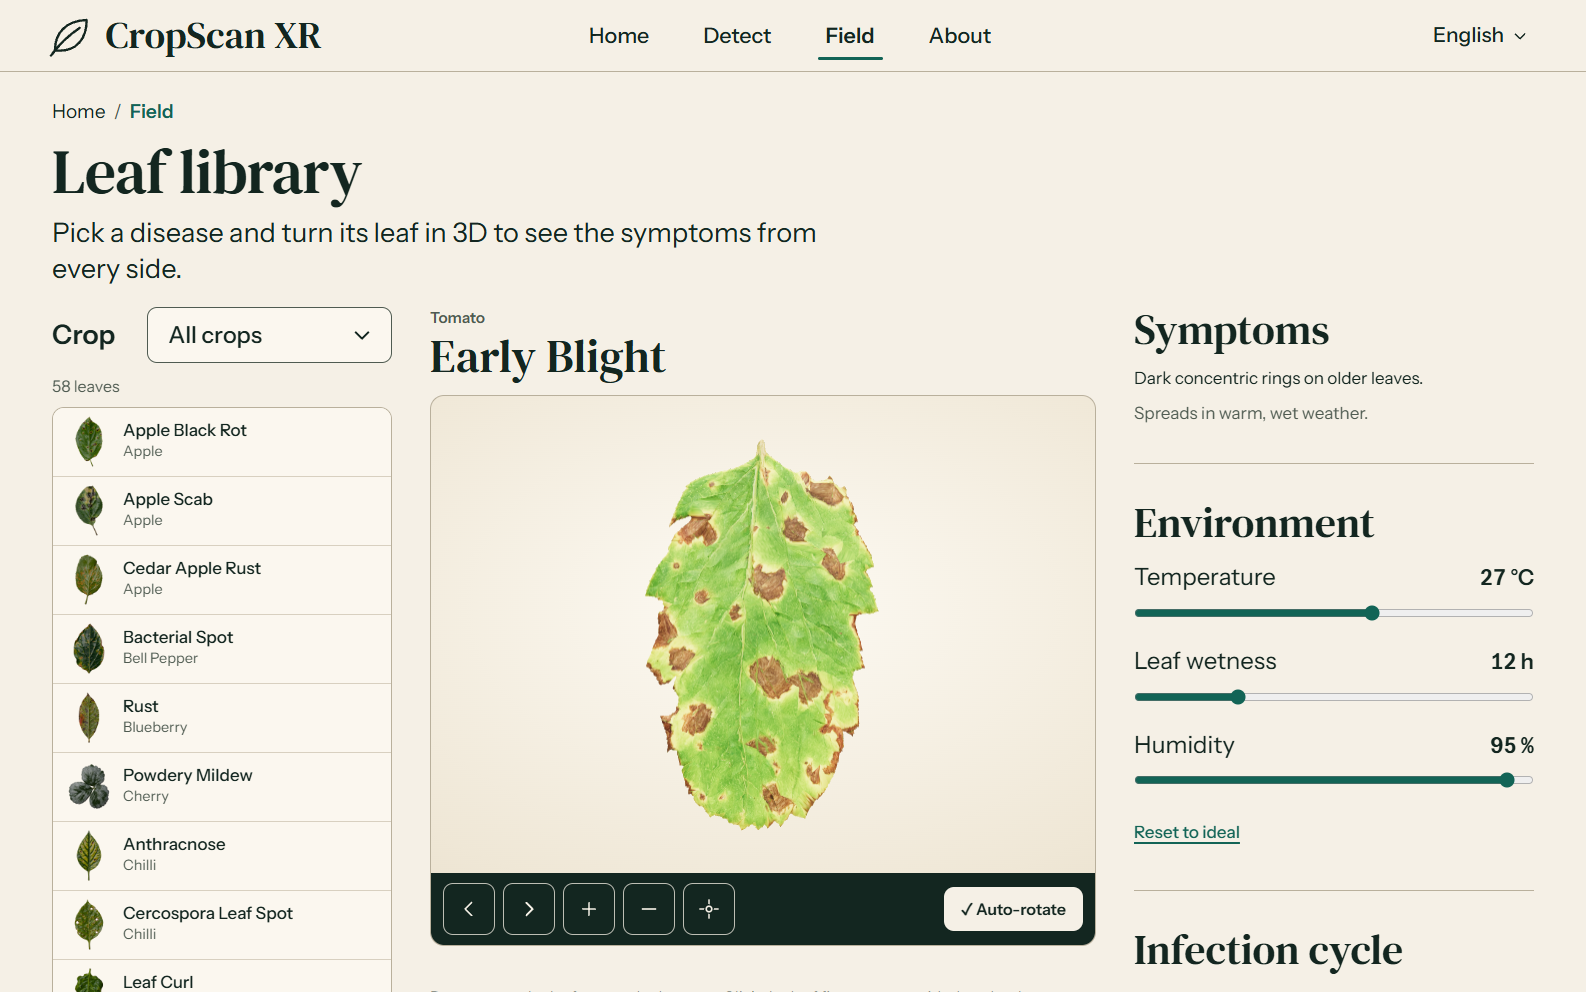 CropScan XR
Home
Detect
Field
About
English
Home / Field
Leaf library
Pick a disease and turn its leaf in 3D to see the symptoms from
every side.
Crop
All crops
58 leaves
Apple Black Rot
Apple
Apple Scab
Apple
Cedar Apple Rust
Apple
Bacterial Spot
Bell Pepper
Rust
Blueberry
Powdery Mildew
Cherry
Anthracnose
Chilli
Cercospora Leaf Spot
Chilli
Leaf Curl
Tomato
Early Blight
✓ Auto-rotate
Symptoms
Dark concentric rings on older leaves.
Spreads in warm, wet weather.
Environment
Temperature
27 °C
Leaf wetness
12 h
Humidity
95 %
Reset to ideal
Infection cycle